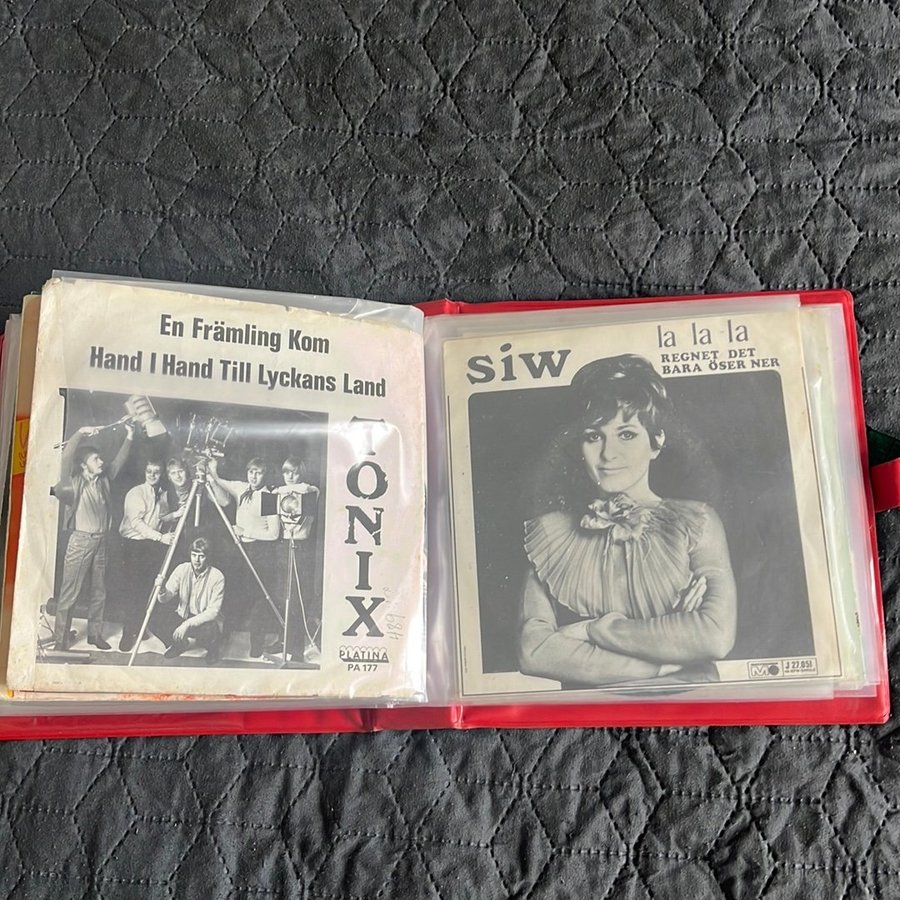 En Främling Kom
Hand I Hand Till Lyckans Land
TONIX
PLATINA
PA 177
siw
la la-la
REGNET DET
BARA ÖSER NER
J 27.051